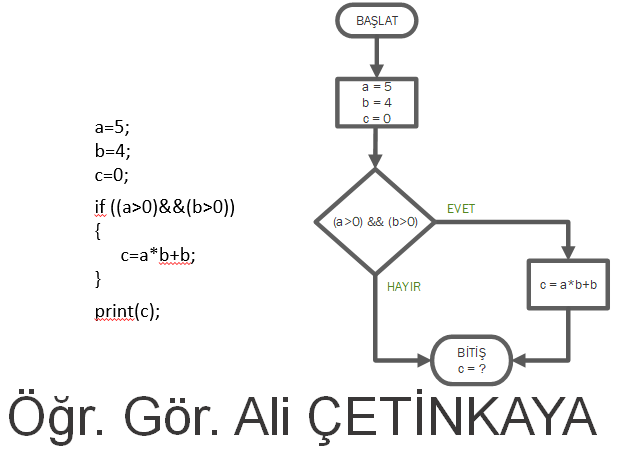 a=5;
b=4;
c=0;
if ((a>0)&&(b>0))
{
c=a*b+b;
}
print(c);
BAŞLAT
a = 5
b = 4
c = 0
(a>0) && (b>0)
EVET
HAYIR
c = a*b+b
BİTİŞ
c = ?
Öğr. Gör. Ali ÇETİNKAYA